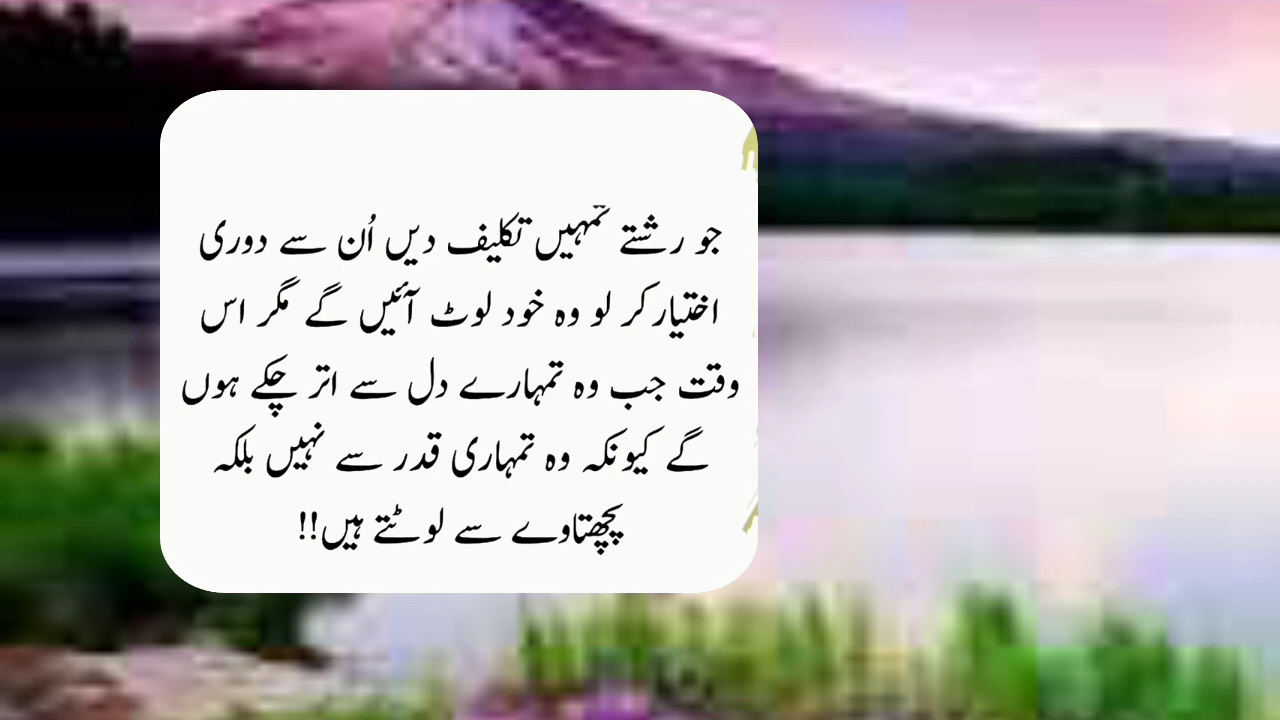 جو رشتے تمہیں تکلیف دیں اُن سے دوری
اختیار کر لو وہ خود لوٹ آئیں گے مگر اس
وقت جب وہ تمہارے دل سے اتر چکے ہوں
گے کیونکہ وہ تمہاری قدر سے نہیں بلکہ
پچھتاوے سے لوٹتے ہیں!!